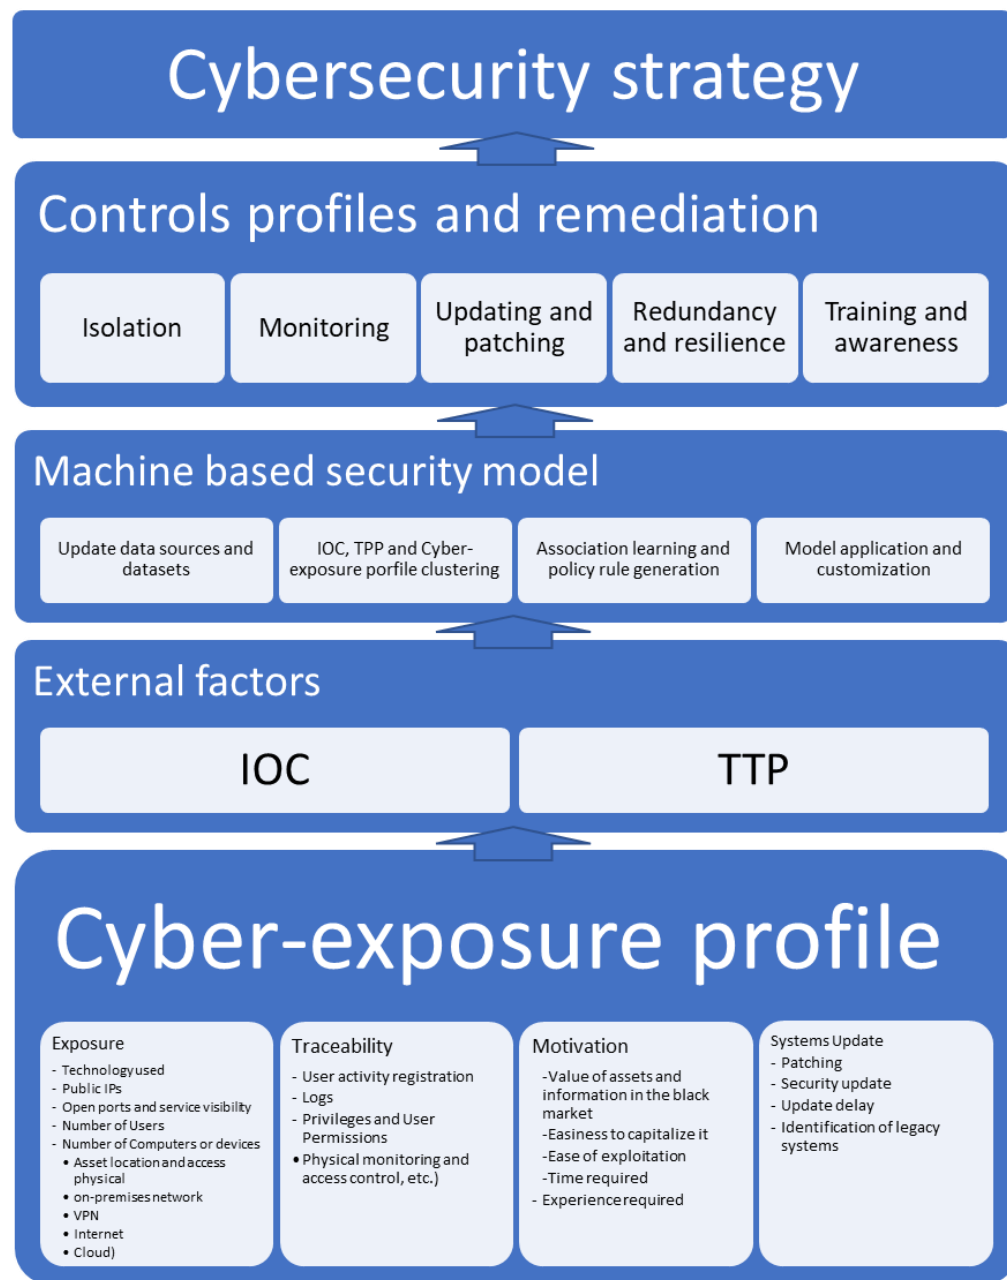 Cybersecurity strategy
Controls profiles and remediation
Isolation
Monitoring
Updating and
patching
Redundancy
and resilience
Training and
awareness
Machine based security model
Update data sources and
datasets
IOC, TPP and Cyber-
exposure porfile clustering
Association learning and
policy rule generation
Model application and
customization
External factors
IOC
TTP
Cyber-exposure profile
Exposure
- Technology used
- Public IPs
- Open ports and service visibility
- Number of Users
- Number of Computers or devices
• Asset location and access
physical
• on-premises network
• VPN
• Internet
• Cloud)
Traceability
- User activity registration
- Logs
- Privileges and User
Permissions
• Physical monitoring and
access control, etc.)
Motivation
-Value of assets and
information in the black
market
-Easiness to capitalize it
-Ease of exploitation
-Time required
- Experience required
Systems Update
- Patching
- Security update
- Update delay
- Identification of legacy
systems